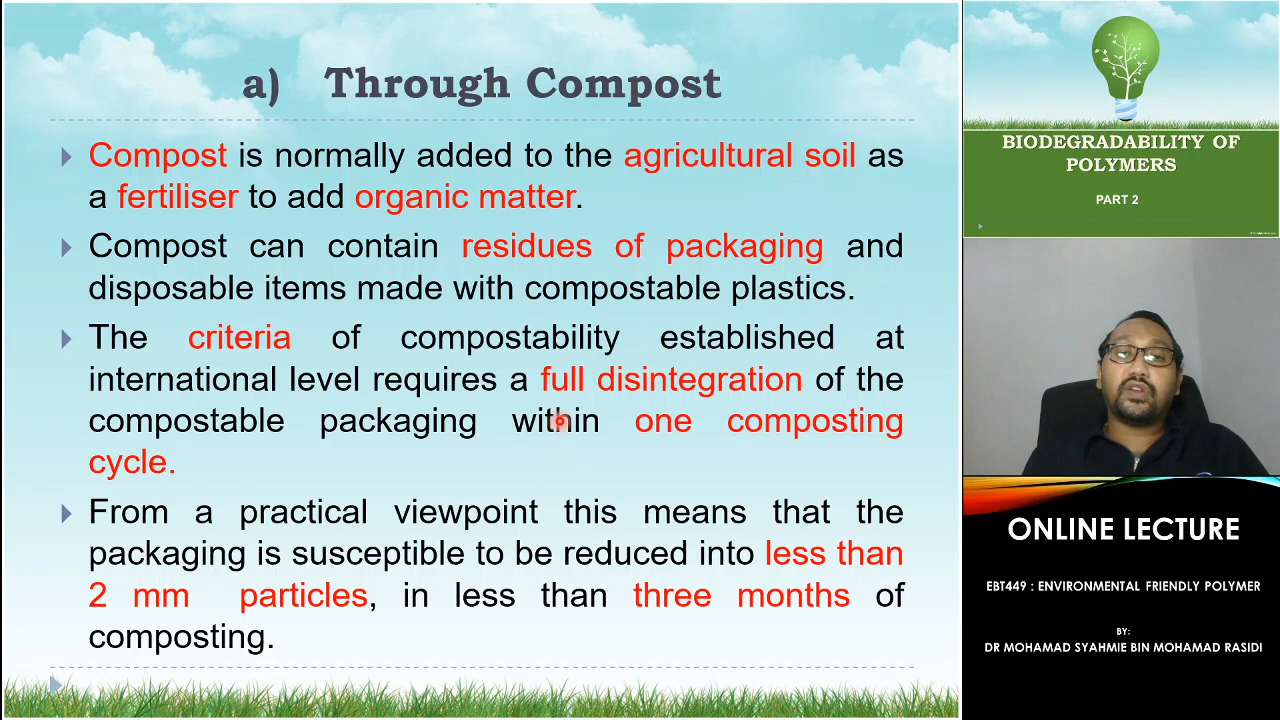 a) Through Compost
Compost is normally added to the agricultural soil as
a fertiliser to add organic matter.
Compost can contain residues of packaging and
disposable items made with compostable plastics.
The criteria of compostability established at
international level requires a full disintegration of the
compostable packaging within one composting
cycle.
From a practical viewpoint this means that the
packaging is susceptible to be reduced into less than
2 mm particles, in less than three months of
composting.
BIODEGRADABILITY OF
POLYMERS
PART 2
ONLINE LECTURE
EBT449 : ENVIRONMENTAL FRIENDLY POLYMER
BY:
DR MOHAMAD SYAHMIE BIN MOHAMAD RASIDI